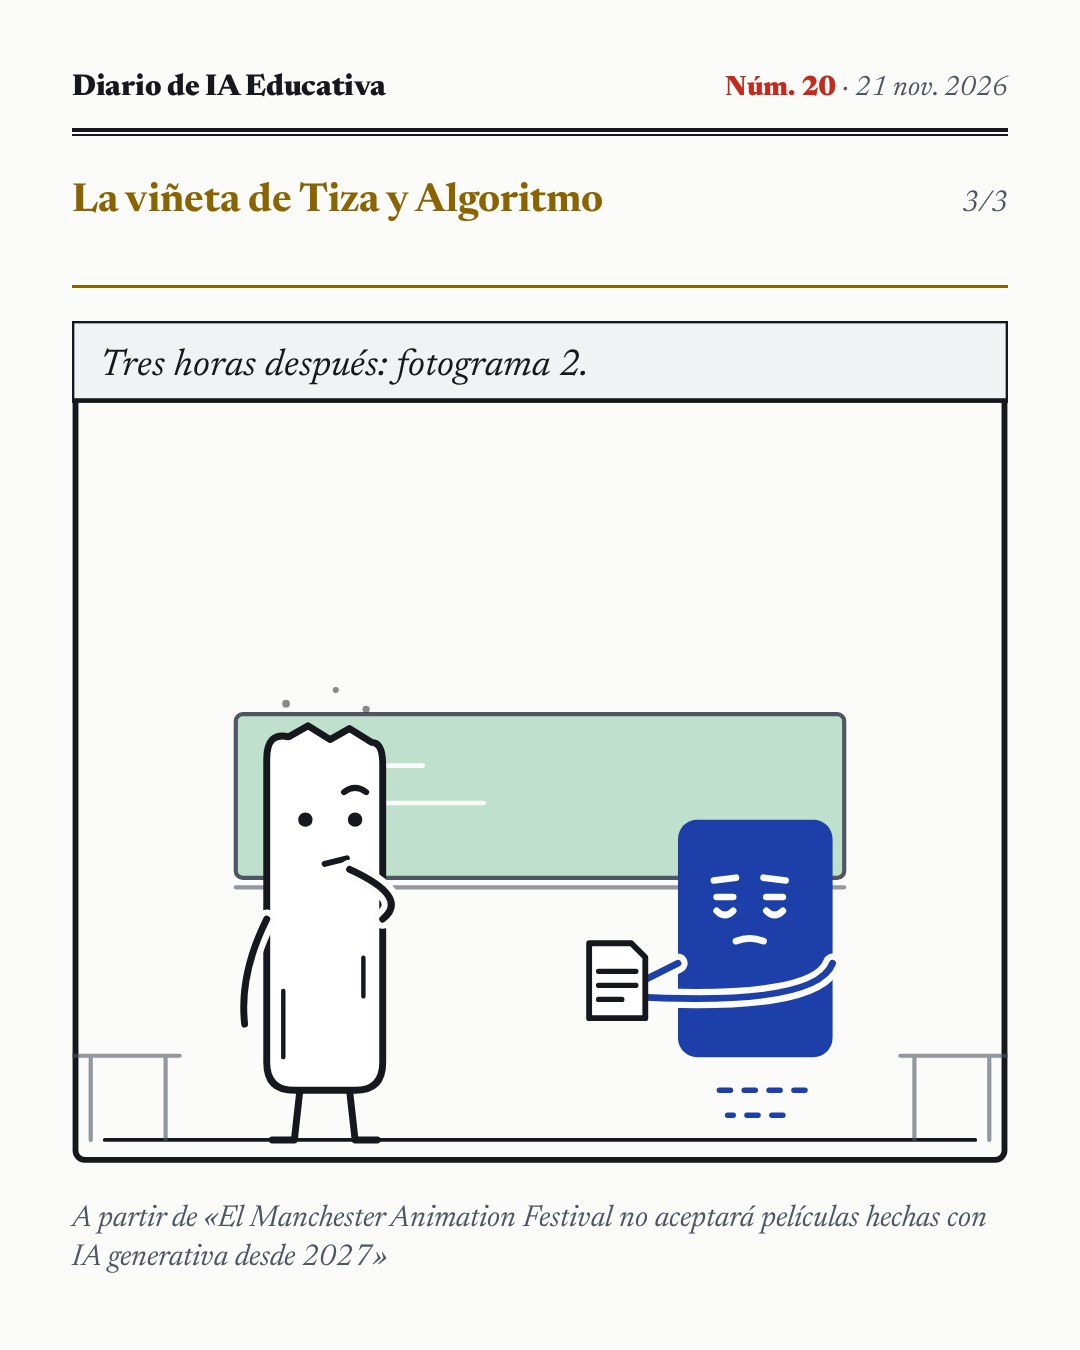 Diario de IA Educativa
Núm. 20 · 21 nov. 2026
La viñeta de Tiza y Algoritmo
3/3
Tres horas después: fotograma 2.
A partir de «El Manchester Animation Festival no aceptará películas hechas con
IA generativa desde 2027»